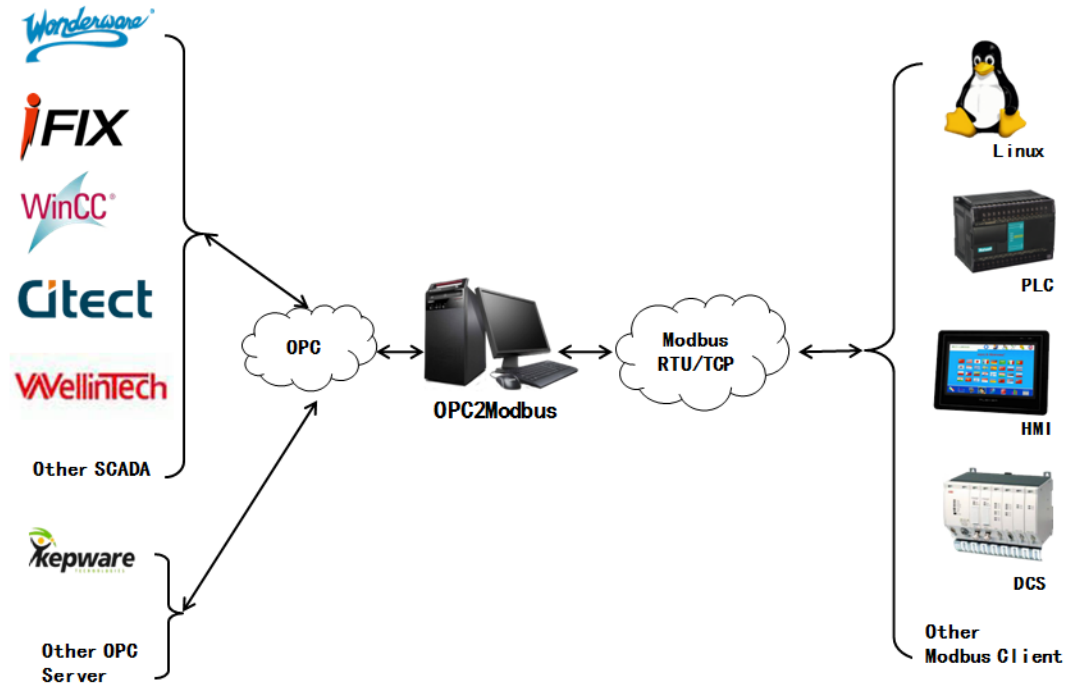 Wonderware
iFIX
WinCC
Citect
WellinTech
Other SCADA
kepware
TECHNOLOGIES
Other OPC
Server
OPC
OPC2Modbus
Modbus
RTU/TCP
Linux
PLC
HMI
DCS
Other
Modbus Client